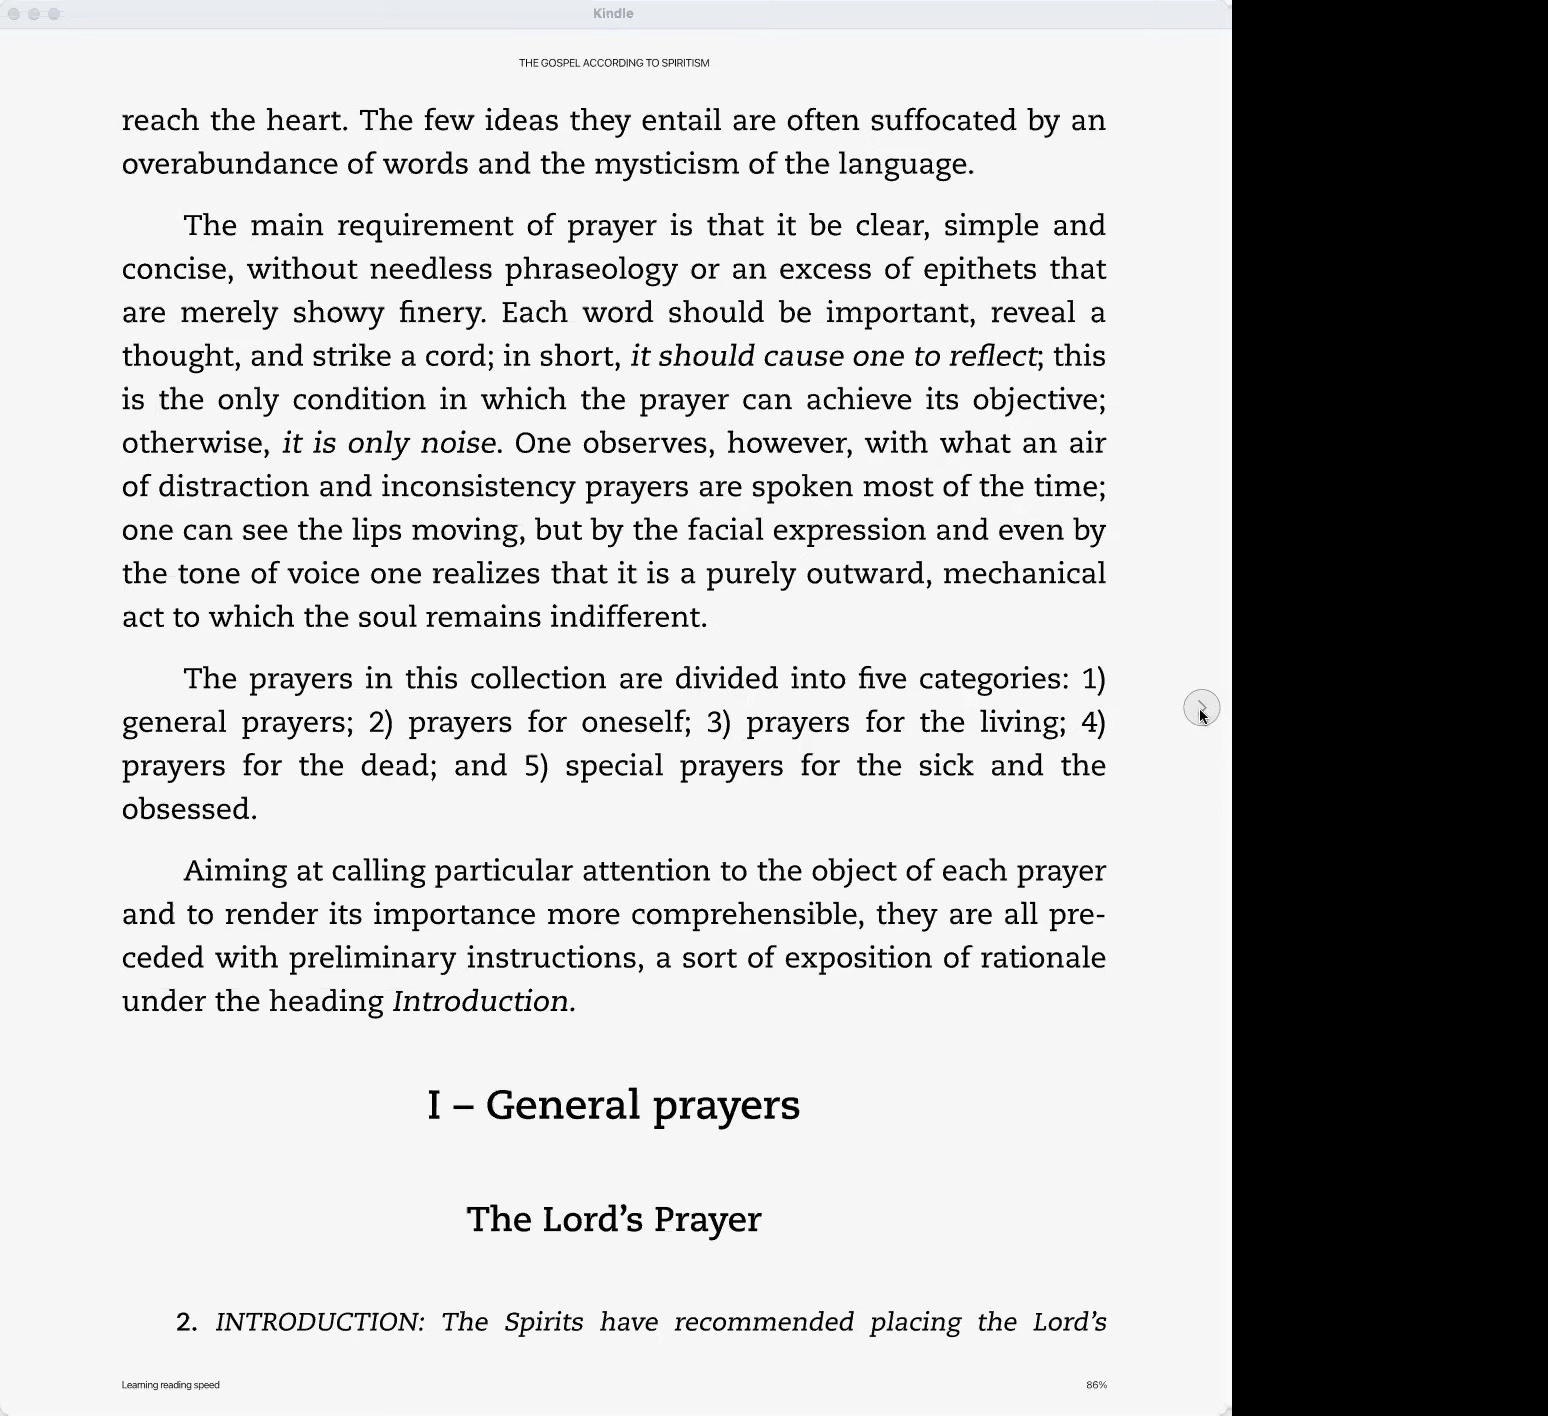 Kindle
THE GOSPEL ACCORDING TO SPIRITISM
reach the heart. The few ideas they entail are often suffocated by an
overabundance of words and the mysticism of the language.
The main requirement of prayer is that it be clear, simple and
concise, without needless phraseology or an excess of epithets that
are merely showy finery. Each word should be important, reveal a
thought, and strike a cord; in short, it should cause one to reflect; this
is the only condition in which the prayer can achieve its objective;
otherwise, it is only noise. One observes, however, with what an air
of distraction and inconsistency prayers are spoken most of the time;
one can see the lips moving, but by the facial expression and even by
the tone of voice one realizes that it is a purely outward, mechanical
act to which the soul remains indifferent.
The prayers in this collection are divided into five categories: 1)
general prayers; 2) prayers for oneself; 3) prayers for the living; 4)
prayers for the dead; and 5) special prayers for the sick and the
obsessed.
Aiming at calling particular attention to the object of each prayer
and to render its importance more comprehensible, they are all pre-
ceded with preliminary instructions, a sort of exposition of rationale
under the heading Introduction.
I – General prayers
The Lord’s Prayer
2. INTRODUCTION: The Spirits have recommended placing the Lord’s
Learning reading speed
86%